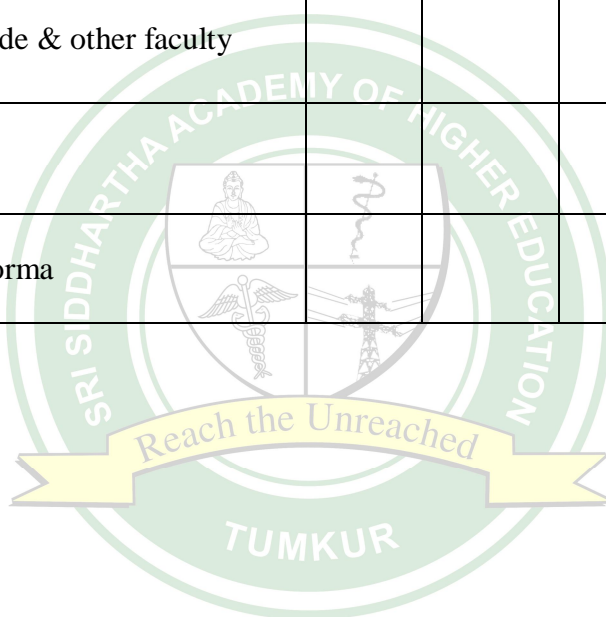 de & other faculty
SRI SIDDHARTHA ACADEMY OF HIGHER EDUCATION
orma
Reach the Unreached
TUMKUR